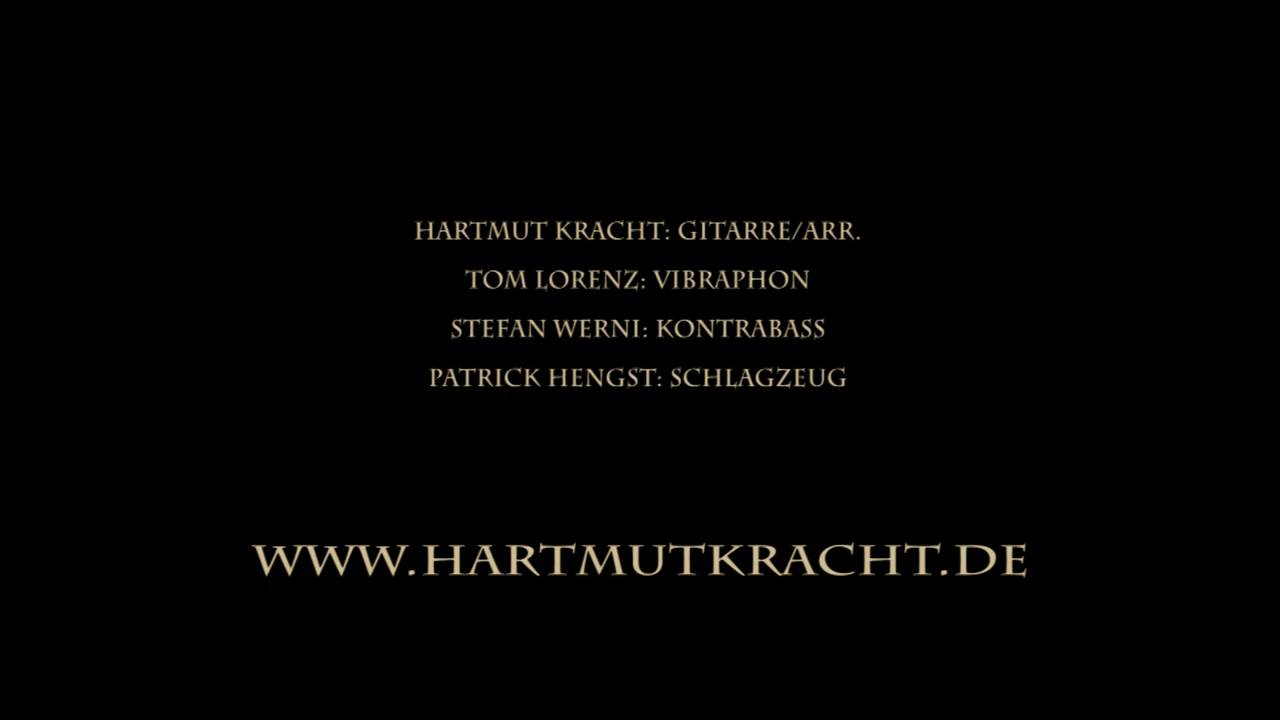 HARTMUT KRACHT: GITARRE/ARR.
TOM LORENZ: VIBRAPHON
STEFAN WERNI: KONTRABASS
PATRICK HENGST: SCHLAGZEUG
WWW.HARTMUTKRACHT.DE